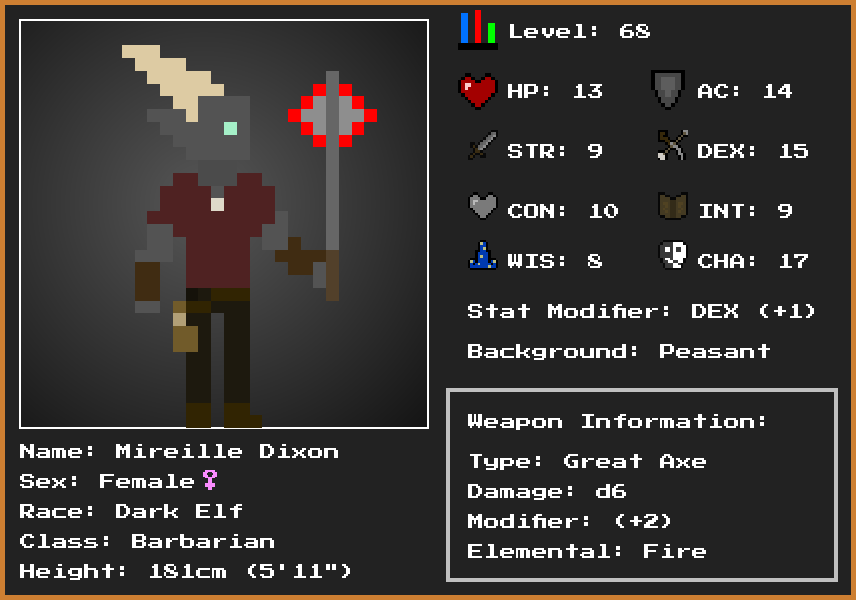 Level: 68
HP: 13 AC: 14
STR: 9 DEX: 15
CON: 10 INT: 9
WIS: 8 CHA: 17
Stat Modifier: DEX (+1)
Background: Peasant
Weapon Information:
Type: Great Axe
Damage: d6
Modifier: (+2)
Elemental: Fire
Name: Mireille Dixon
Sex: Female♀
Race: Dark Elf
Class: Barbarian
Height: 181cm (5'11")